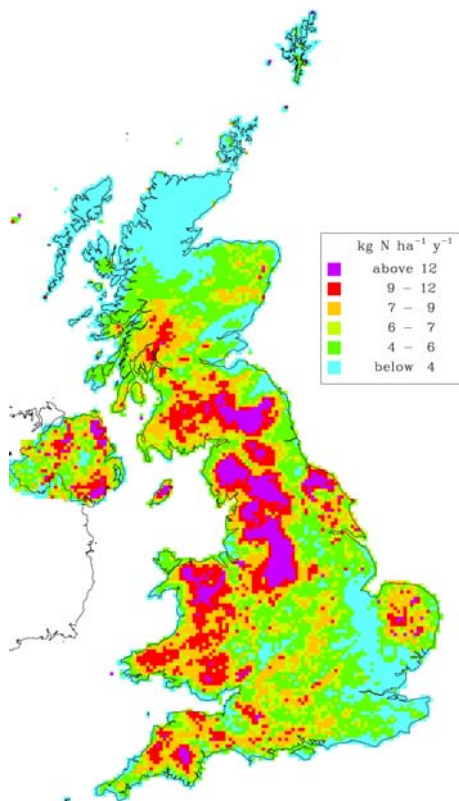 kg N ha⁻¹ y⁻¹
above 12
9 – 12
7 – 9
6 – 7
4 – 6
below 4